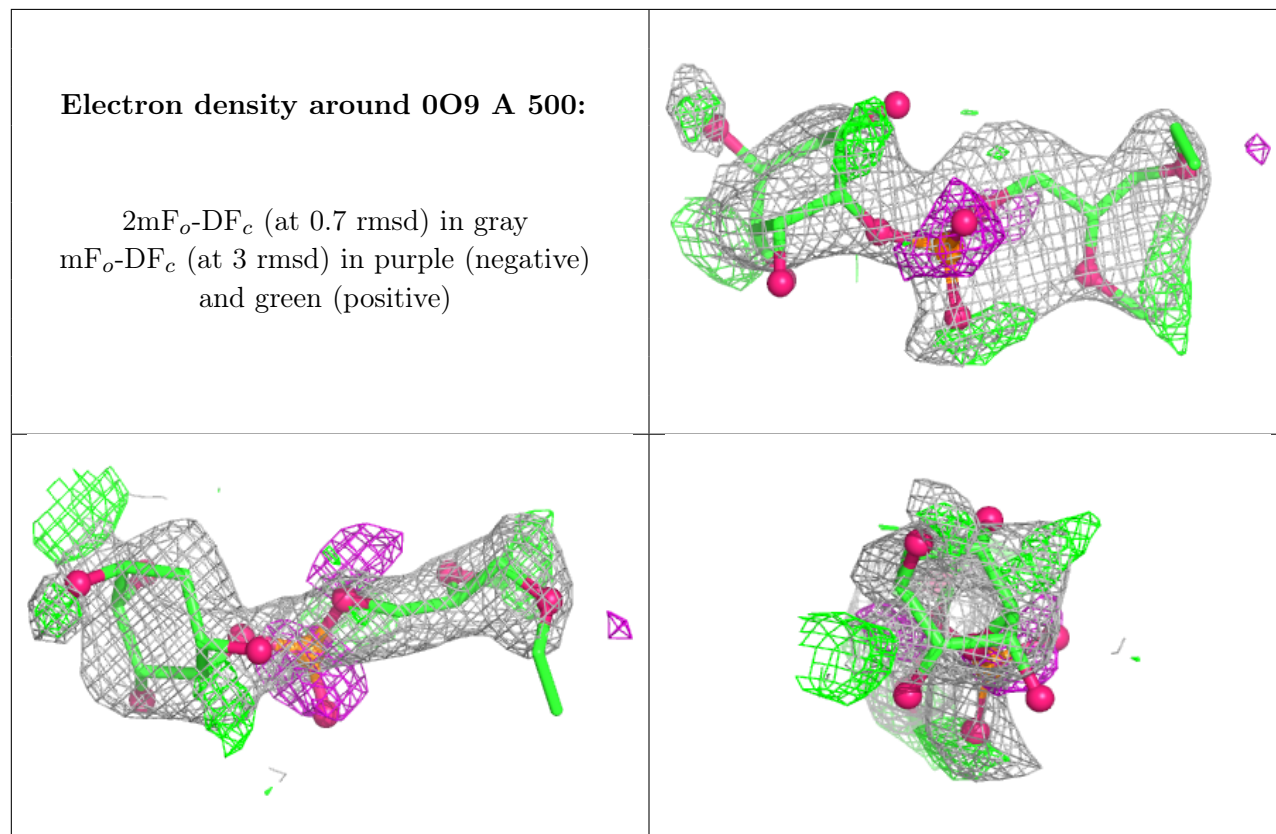 Electron density around 0O9 A 500:
2mFo-DFc (at 0.7 rmsd) in gray
mFo-DFc (at 3 rmsd) in purple (negative)
and green (positive)